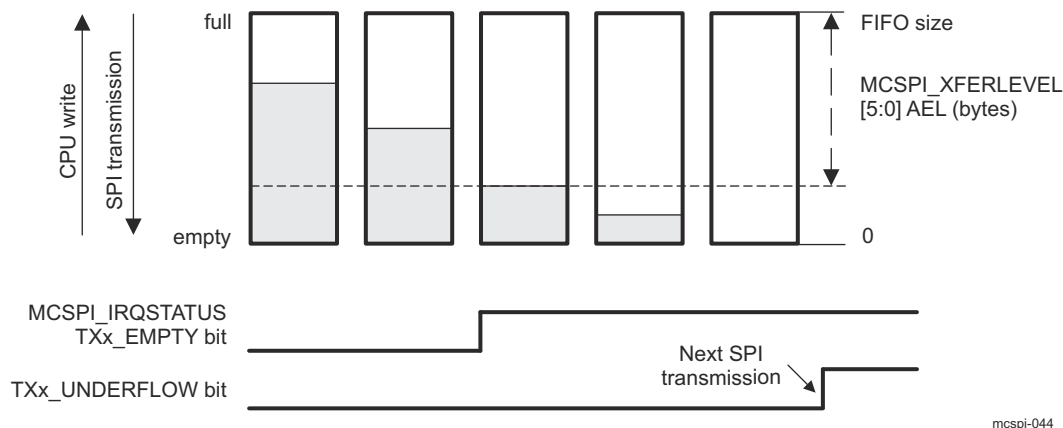 full
FIFO size
CPU write
SPI transmission
MCSPI_XFERLEVEL
[5:0] AEL (bytes)
empty
0
MCSPI_IRQSTATUS
TXx_EMPTY bit
Next SPI
transmission
TXx_UNDERFLOW bit
mcspi-044